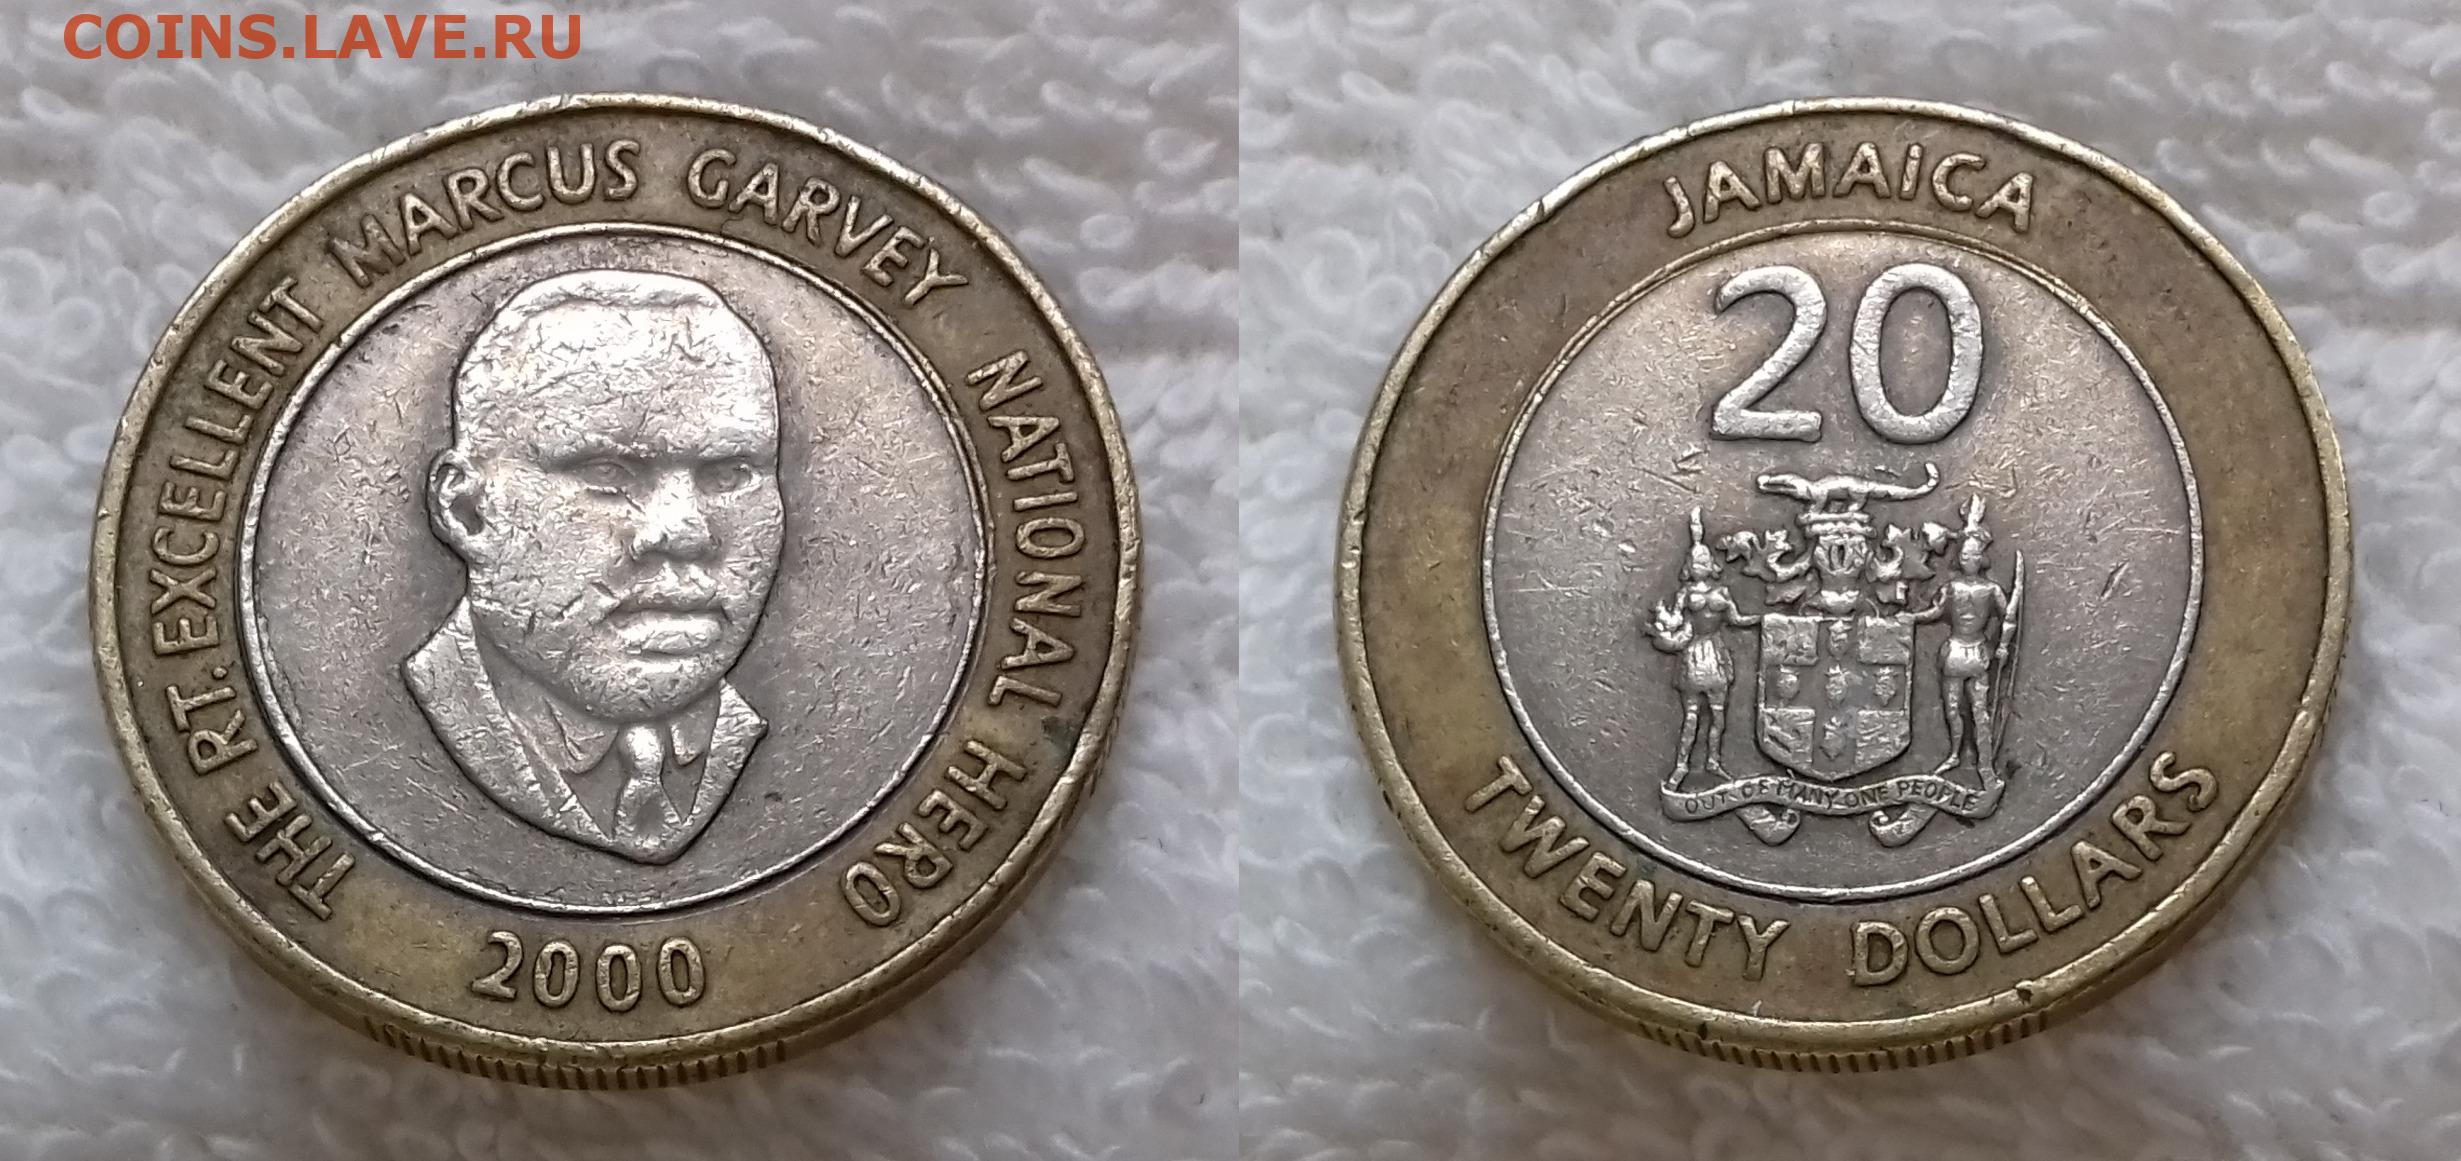 COINS.LAVE.RU
THE RT. EXCELLENT MARCUS GARVEY NATIONAL HERO
2000
JAMAICA
20
OUT OF MANY ONE PEOPLE
TWENTY DOLLARS